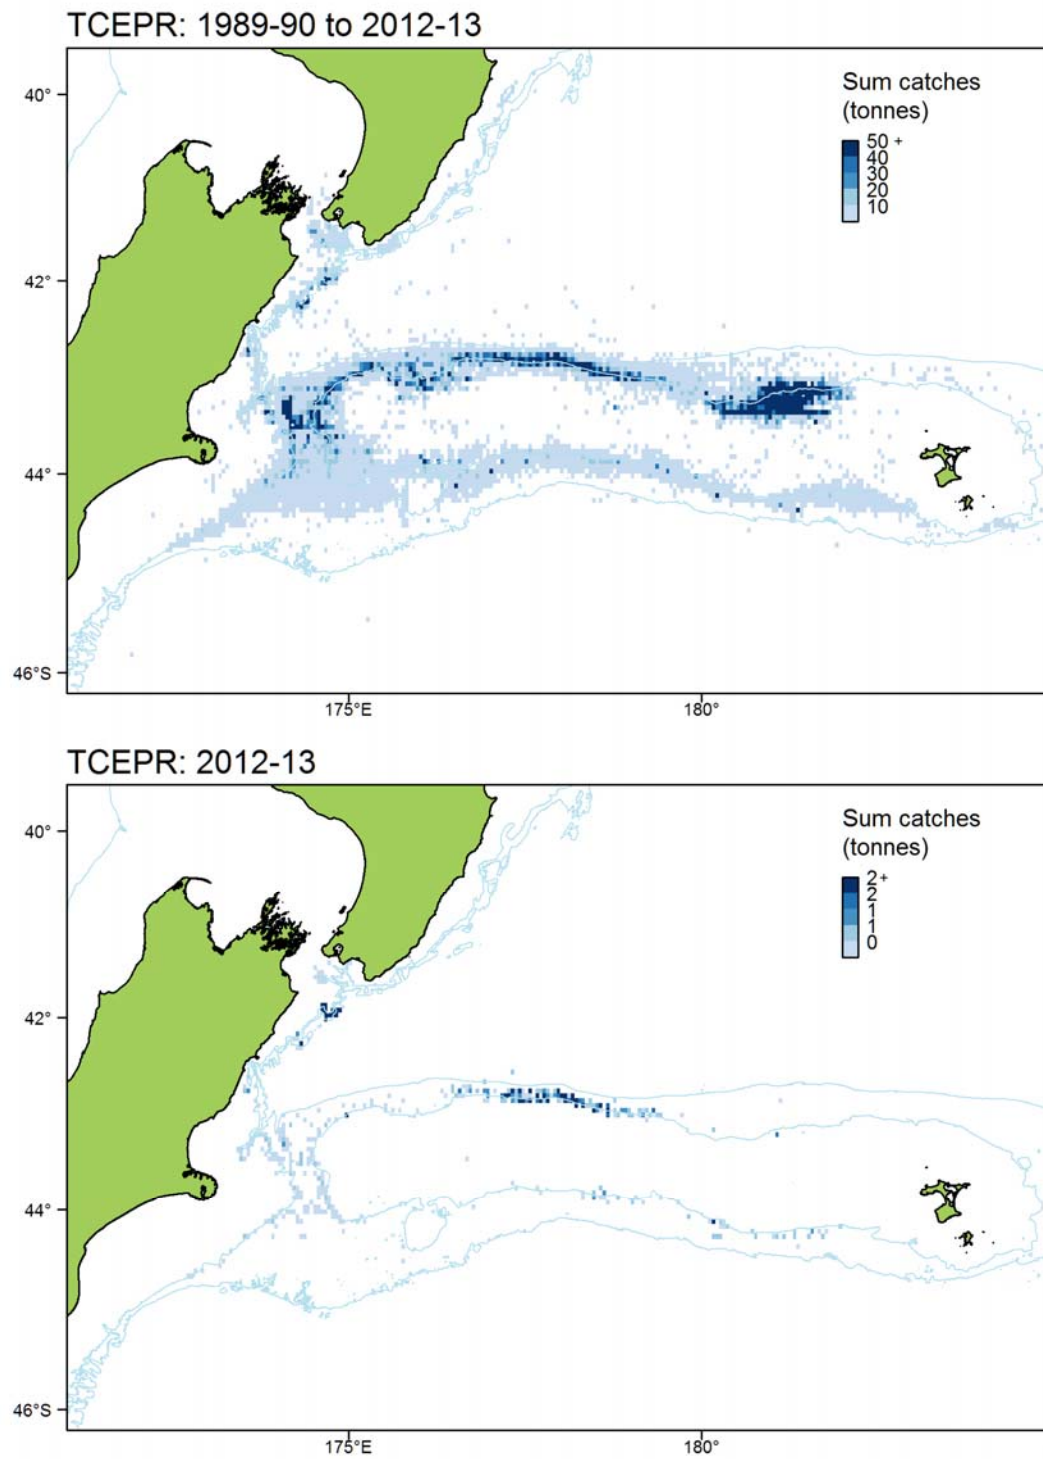 TCEPR: 1989-90 to 2012-13
Sum catches
(tonnes)
50 +
40
30
20
10
40°
42°
44°
46°S
175°E
180°
TCEPR: 2012-13
Sum catches
(tonnes)
2+
2
1
1
0
40°
42°
44°
46°S
175°E
180°